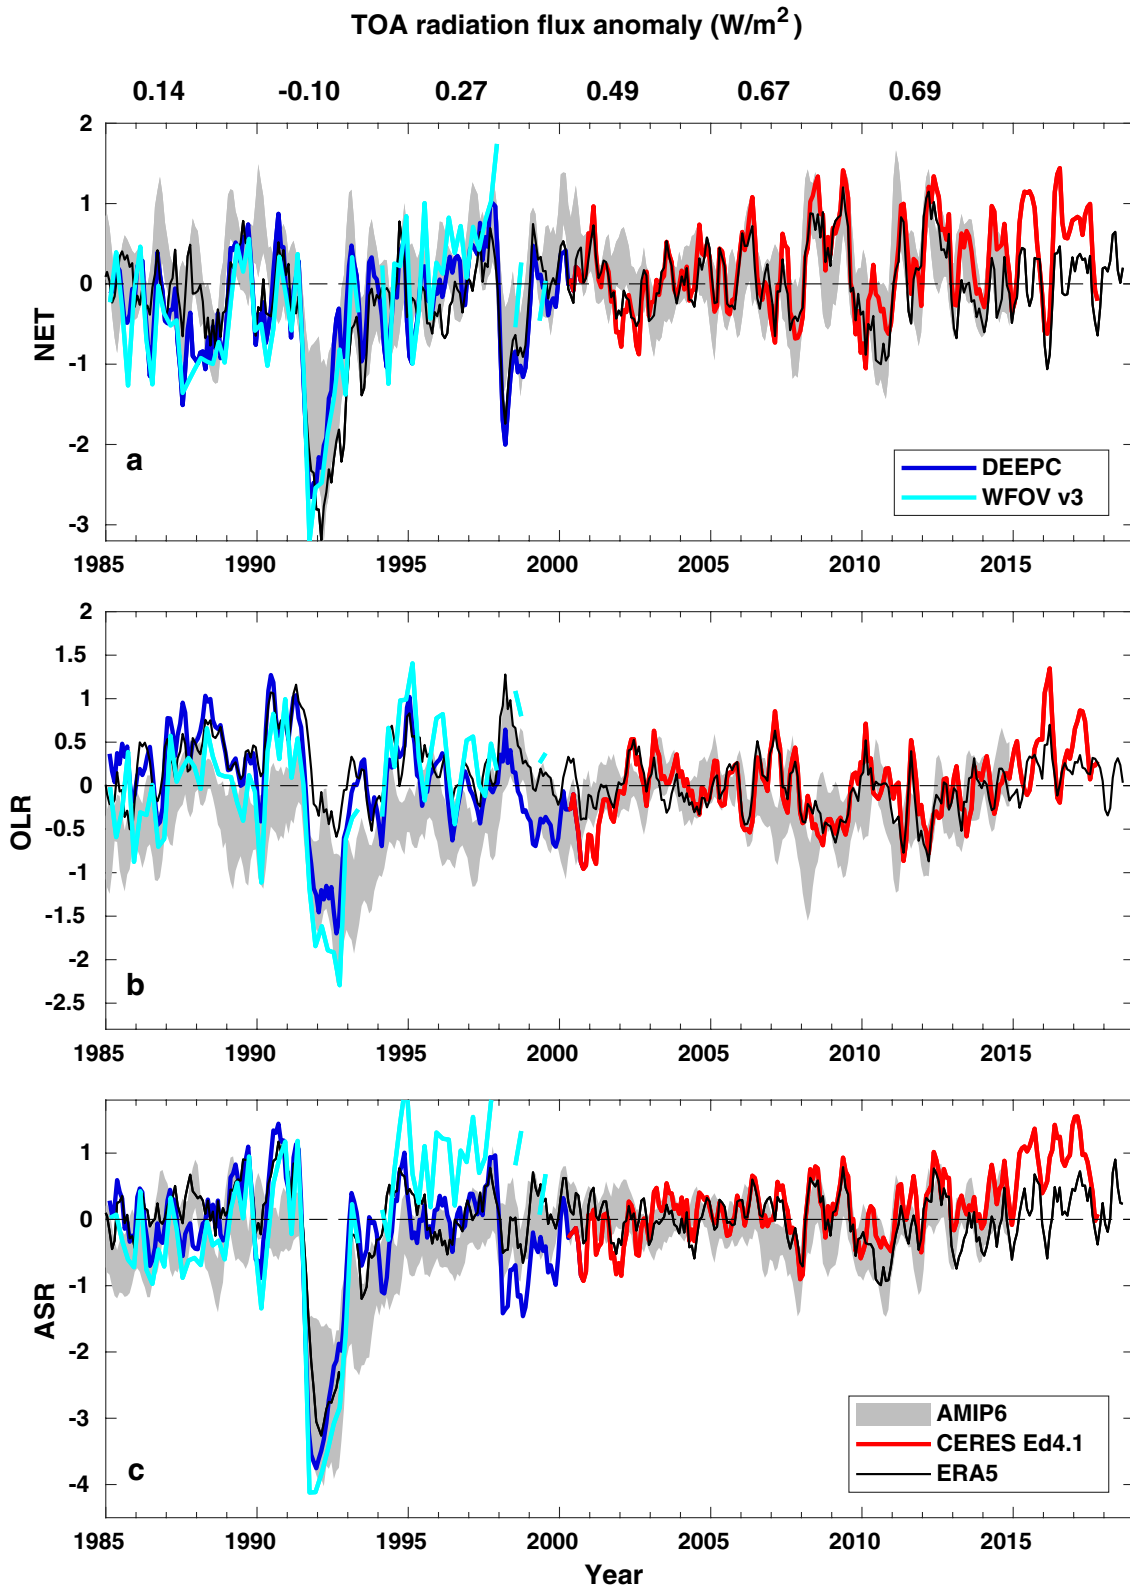 TOA radiation flux anomaly (W/m2)
0.14 -0.10 0.27 0.49 0.67 0.69
2
1
0
-1
-2
-3
NET
a
DEEPC
WFOV v3
1985 1990 1995 2000 2005 2010 2015
2
1.5
1
0.5
0
-0.5
-1
-1.5
-2
-2.5
OLR
b
1985 1990 1995 2000 2005 2010 2015
1
0
-1
-2
-3
-4
ASR
c
AMIP6
CERES Ed4.1
ERA5
1985 1990 1995 2000 2005 2010 2015
Year